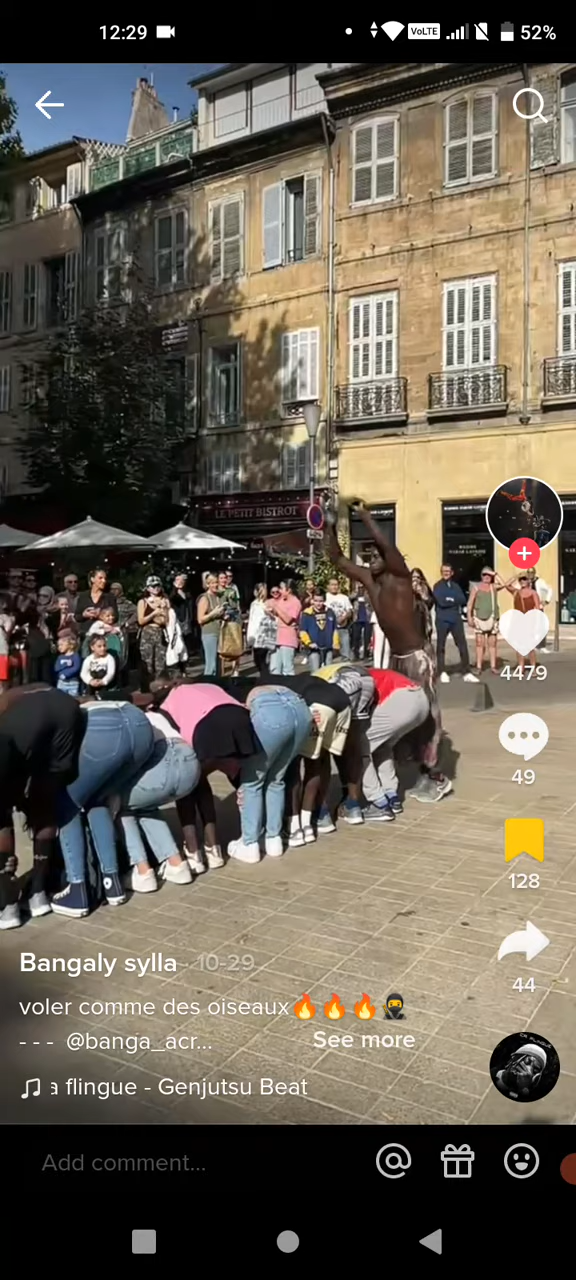 12:29
VoLTE
52%
LE PETIT BISTROT
4479
49
128
44
Bangaly sylla · 10-29
voler comme des oiseaux🔥🔥🔥🥷
- - - @banga_acr... See more
a flingue - Genjutsu Beat
Add comment...